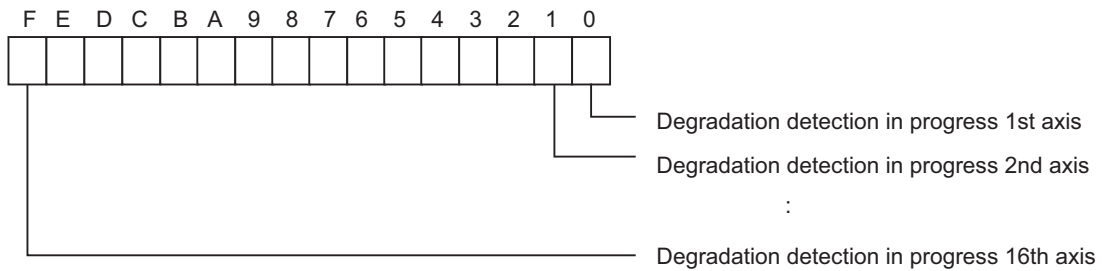 F E D C B A 9 8 7 6 5 4 3 2 1 0
Degradation detection in progress 1st axis
Degradation detection in progress 2nd axis
:
Degradation detection in progress 16th axis